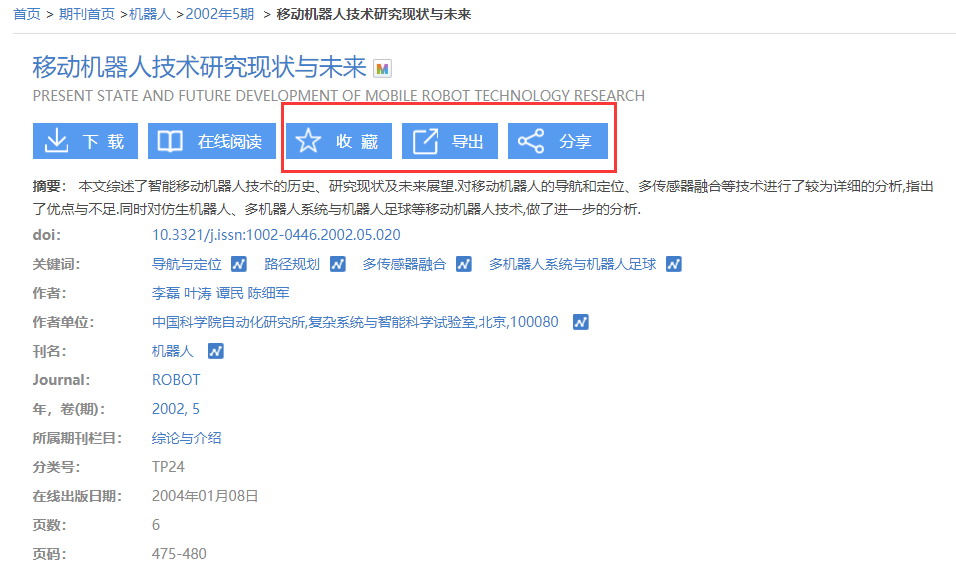 首页 > 期刊首页 >机器人 >2002年5期 > 移动机器人技术研究现状与未来
移动机器人技术研究现状与未来 M
PRESENT STATE AND FUTURE DEVELOPMENT OF MOBILE ROBOT TECHNOLOGY RESEARCH
下 载 在线阅读 收 藏 导出 分享
摘要： 本文综述了智能移动机器人技术的历史、研究现状及未来展望.对移动机器人的导航和定位、多传感器融合等技术进行了较为详细的分析,指出
了优点与不足.同时对仿生机器人、多机器人系统与机器人足球等移动机器人技术,做了进一步的分析.
doi: 10.3321/j.issn:1002-0446.2002.05.020
关键词： 导航与定位 路径规划 多传感器融合 多机器人系统与机器人足球
作者： 李磊 叶涛 谭民 陈细军
作者单位： 中国科学院自动化研究所,复杂系统与智能科学试验室,北京,100080
刊名： 机器人
Journal： ROBOT
年，卷(期)： 2002, 5
所属期刊栏目： 综论与介绍
分类号： TP24
在线出版日期： 2004年01月08日
页数： 6
页码： 475-480